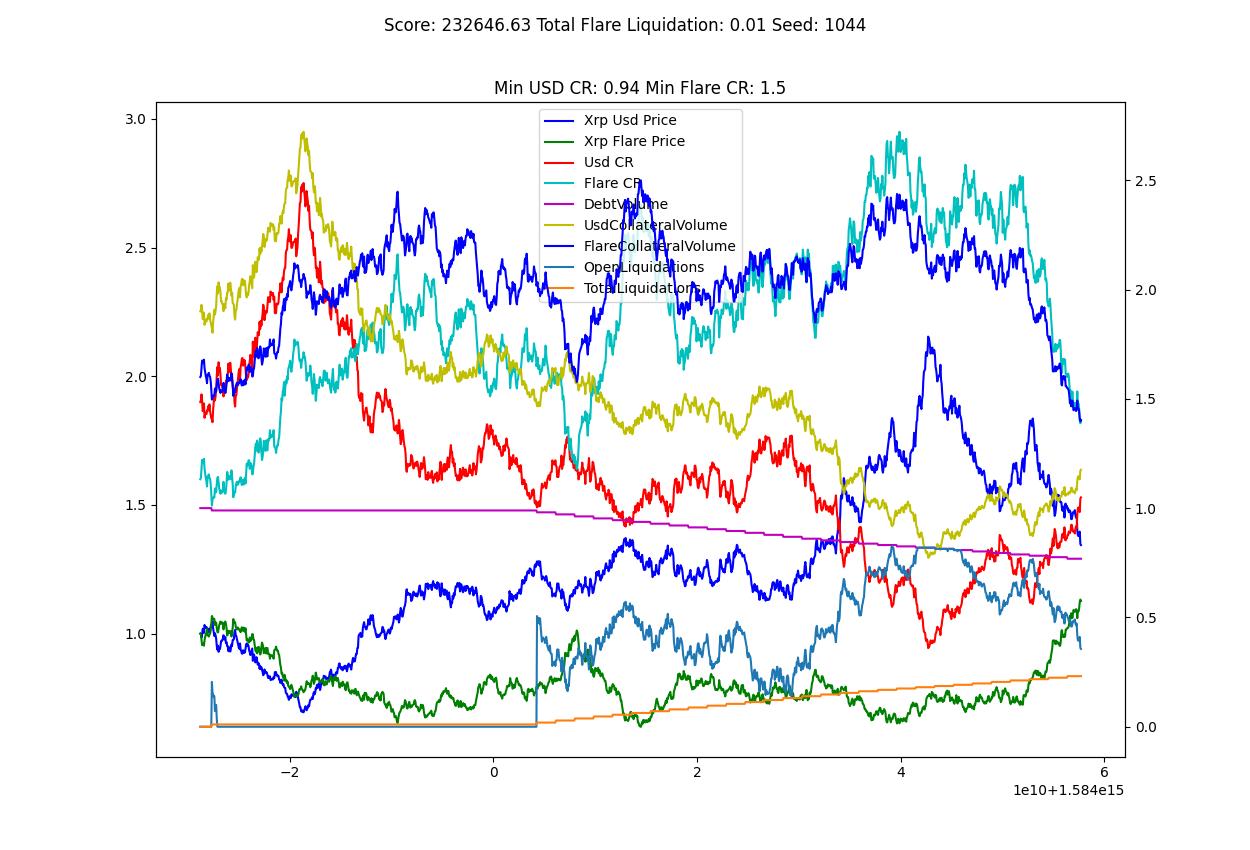 Score: 232646.63 Total Flare Liquidation: 0.01 Seed: 1044
Min USD CR: 0.94 Min Flare CR: 1.5
Xrp Usd Price
Xrp Flare Price
Usd CR
Flare CR
DebtVolume
UsdCollateralVolume
FlareCollateralVolume
OpenLiquidations
TotalLiquidations
3.0
2.5
2.0
1.5
1.0
2.5
2.0
1.5
1.0
0.5
0.0
−2
0
2
4
6
1e10+1.584e15